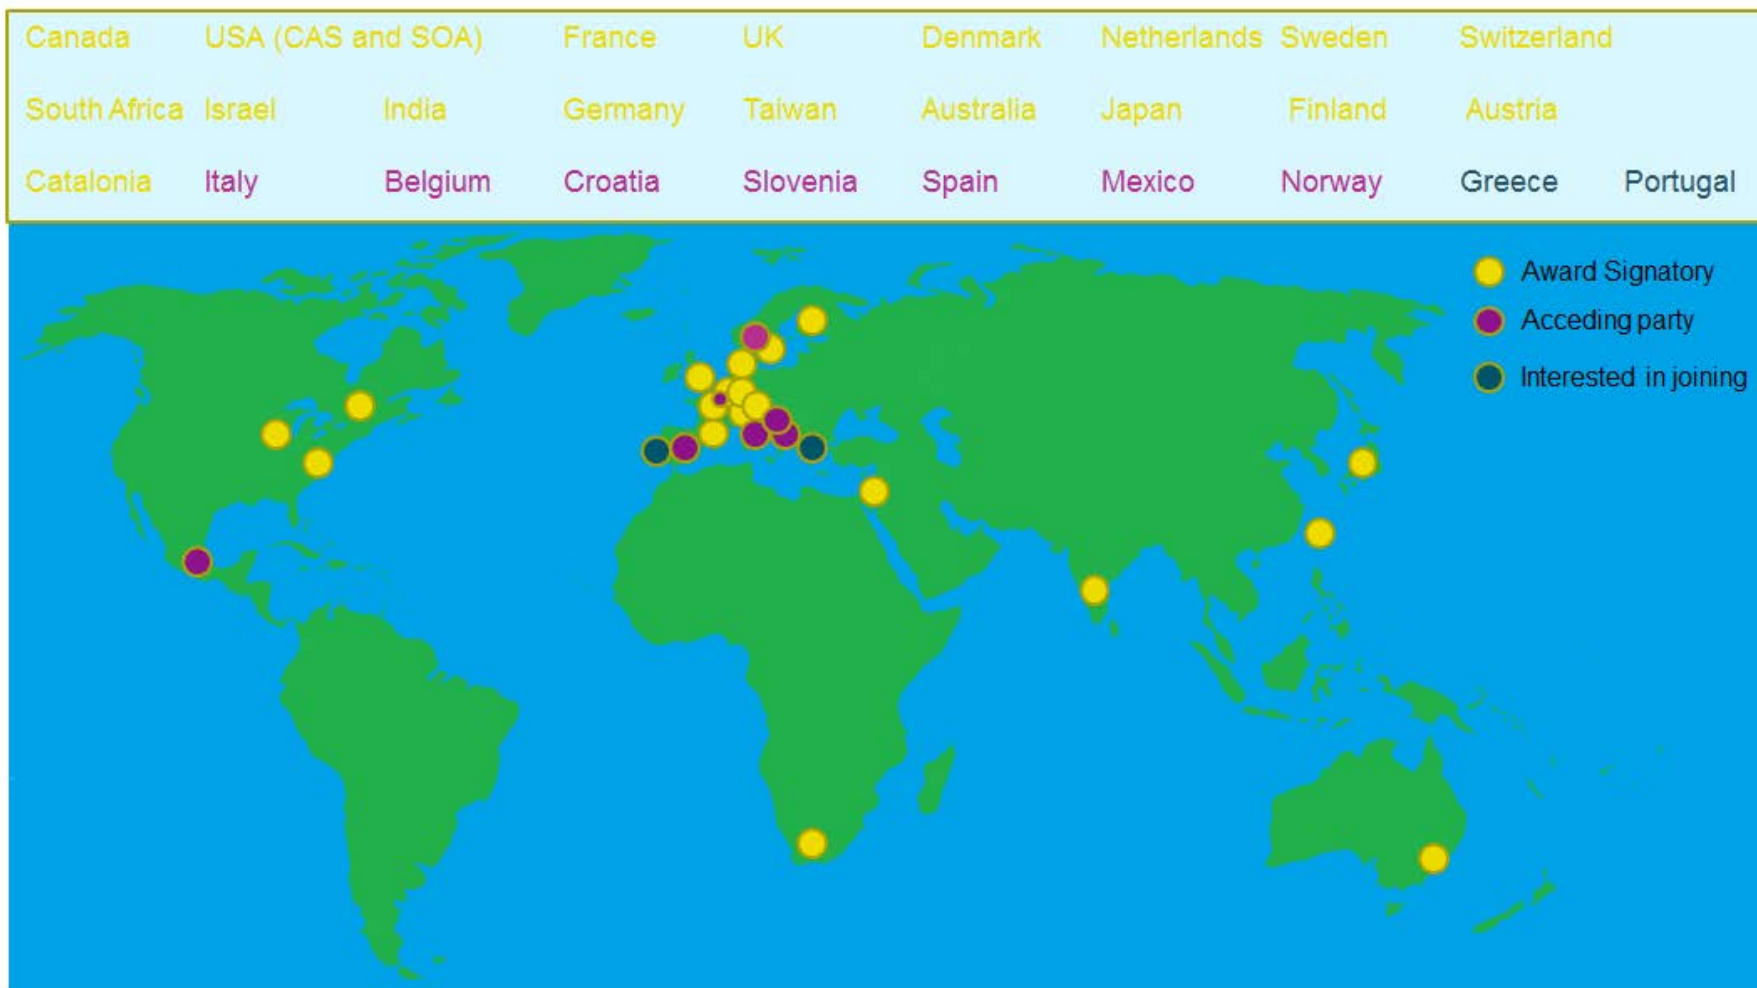 Canada USA (CAS and SOA) France UK Denmark Netherlands Sweden Switzerland
South Africa Israel India Germany Taiwan Australia Japan Finland Austria
Catalonia Italy Belgium Croatia Slovenia Spain Mexico Norway Greece Portugal
Award Signatory
Acceding party
Interested in joining